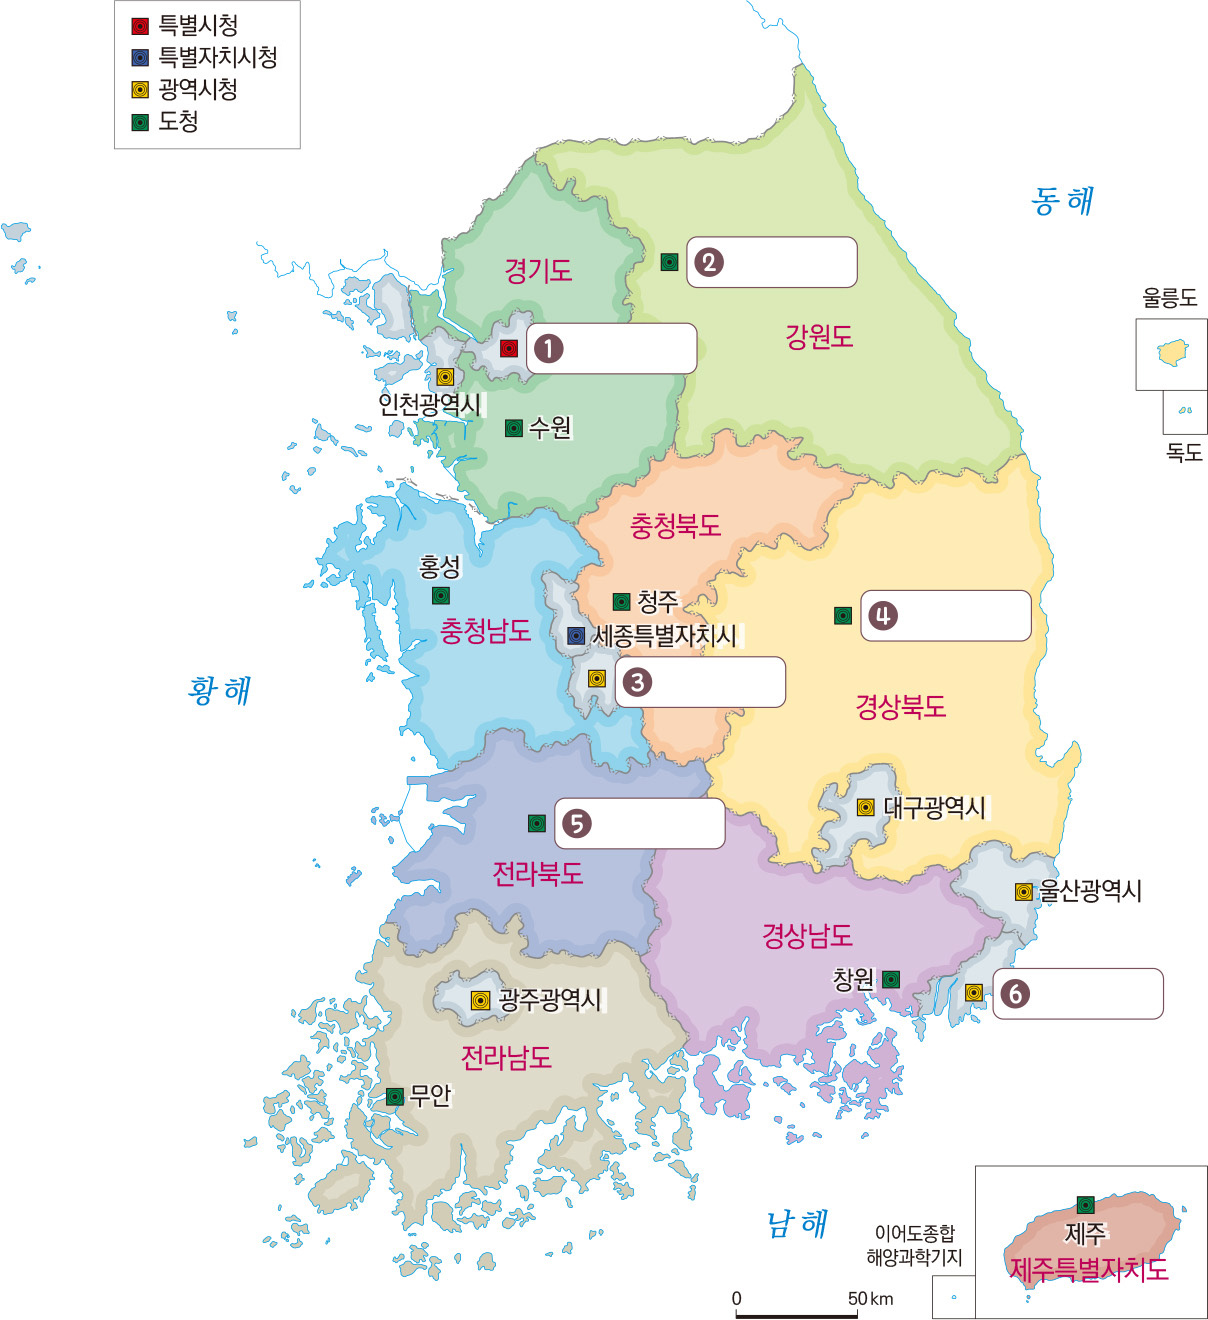 특별시청
특별자치시청
광역시청
도청
동해
울릉도
독도
경기도
❷
강원도
❶
인천광역시
수원
충청북도
홍성
청주
❹
충청남도
세종특별자치시
❸
황해
경상북도
대구광역시
❺
전라북도
울산광역시
경상남도
창원
❻
광주광역시
전라남도
무안
남해
이어도종합
해양과학기지
제주
제주특별자치도
0 50 km